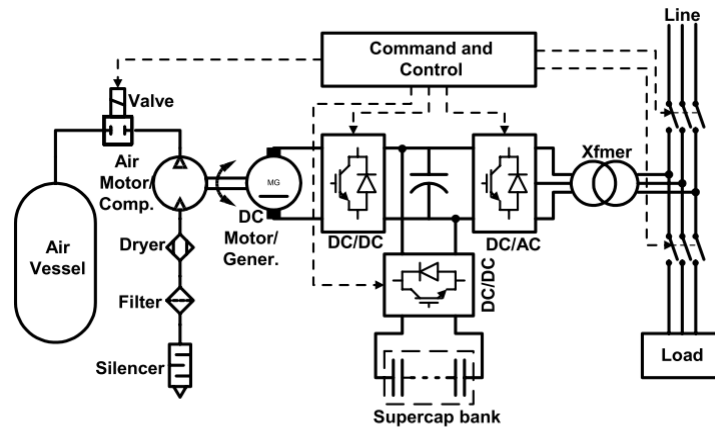 Line
Command and
Control
Valve
Xfmer
Air
Motor/
Comp.
MG
DC
Motor/
Gener.
DC/DC
DC/AC
Air
Vessel
Dryer
DC/DC
Filter
Silencer
Load
Supercap bank